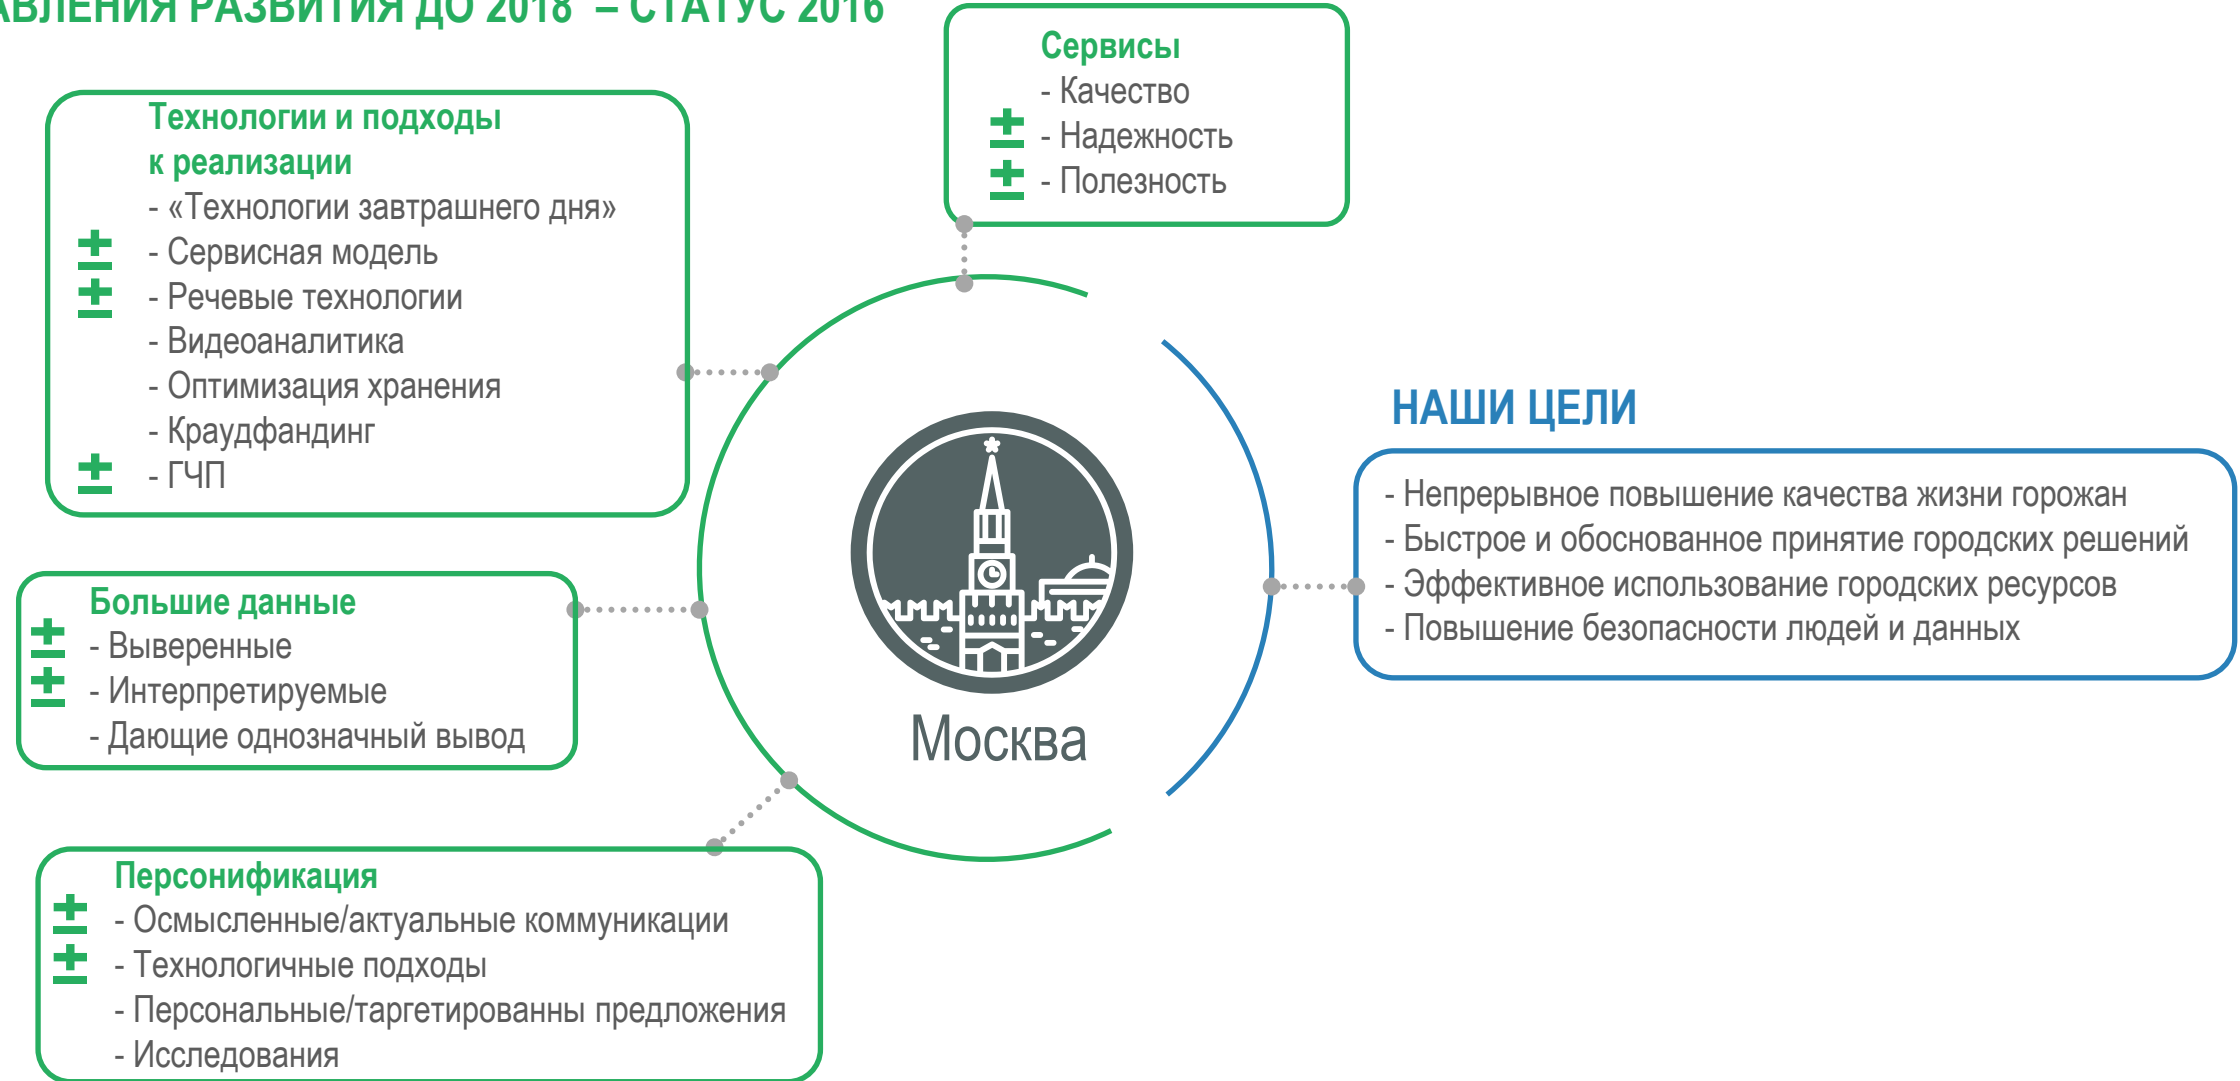 РАЗВИТИЯ ДО 2018 – СТАТУС 2016
Сервисы
- Качество
± - Надежность
± - Полезность
Технологии и подходы
к реализации
- «Технологии завтрашнего дня»
± - Сервисная модель
± - Речевые технологии
- Видеоаналитика
- Оптимизация хранения
- Краудфандинг
± - ГЧП
Большие данные
± - Выверенные
± - Интерпретируемые
- Дающие однозначный вывод
Персонификация
± - Осмысленные/актуальные коммуникации
± - Технологичные подходы
- Персональные/таргетированны предложения
- Исследования
Москва
НАШИ ЦЕЛИ
- Непрерывное повышение качества жизни горожан
- Быстрое и обоснованное принятие городских решений
- Эффективное использование городских ресурсов
- Повышение безопасности людей и данных